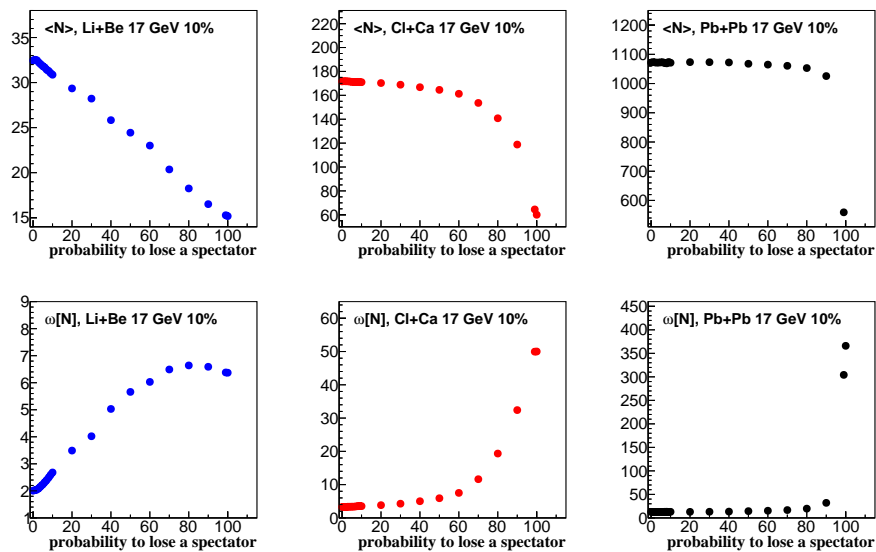 <N>, Li+Be 17 GeV 10%
35
30
25
20
15
0 20 40 60 80 100
probability to lose a spectator
<N>, Cl+Ca 17 GeV 10%
220
200
180
160
140
120
100
80
60
0 20 40 60 80 100
probability to lose a spectator
<N>, Pb+Pb 17 GeV 10%
1200
1100
1000
900
800
700
600
0 20 40 60 80 100
probability to lose a spectator
ω[N], Li+Be 17 GeV 10%
9
8
7
6
5
4
3
2
1
0 20 40 60 80 100
probability to lose a spectator
ω[N], Cl+Ca 17 GeV 10%
60
50
40
30
20
10
0
0 20 40 60 80 100
probability to lose a spectator
ω[N], Pb+Pb 17 GeV 10%
450
400
350
300
250
200
150
100
50
0
0 20 40 60 80 100
probability to lose a spectator